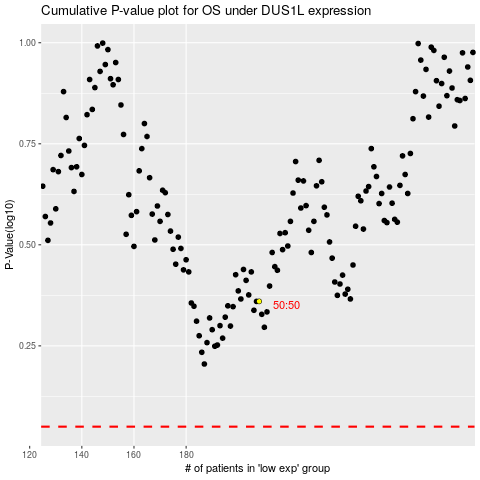 Cumulative P-value plot for OS under DUS1L expression
P-Value(log10)
1.00
0.75
0.50
0.25
50:50
120 140 160 180
# of patients in 'low exp' group